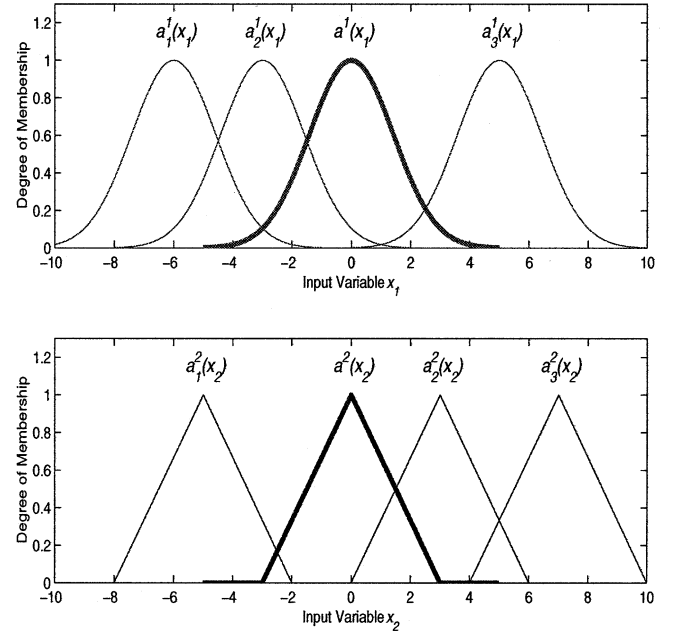 a₁¹(x₁) a₂¹(x₁) a¹(x₁) a₃¹(x₁)
Degree of Membership
1.2
1
0.8
0.6
0.4
0.2
0
−10 −8 −6 −4 −2 0 2 4 6 8 10
Input Variable x₁
a₁²(x₂) a²(x₂) a₂²(x₂) a₃²(x₂)
Degree of Membership
1.2
1
0.8
0.6
0.4
0.2
0
−10 −8 −6 −4 −2 0 2 4 6 8 10
Input Variable x₂